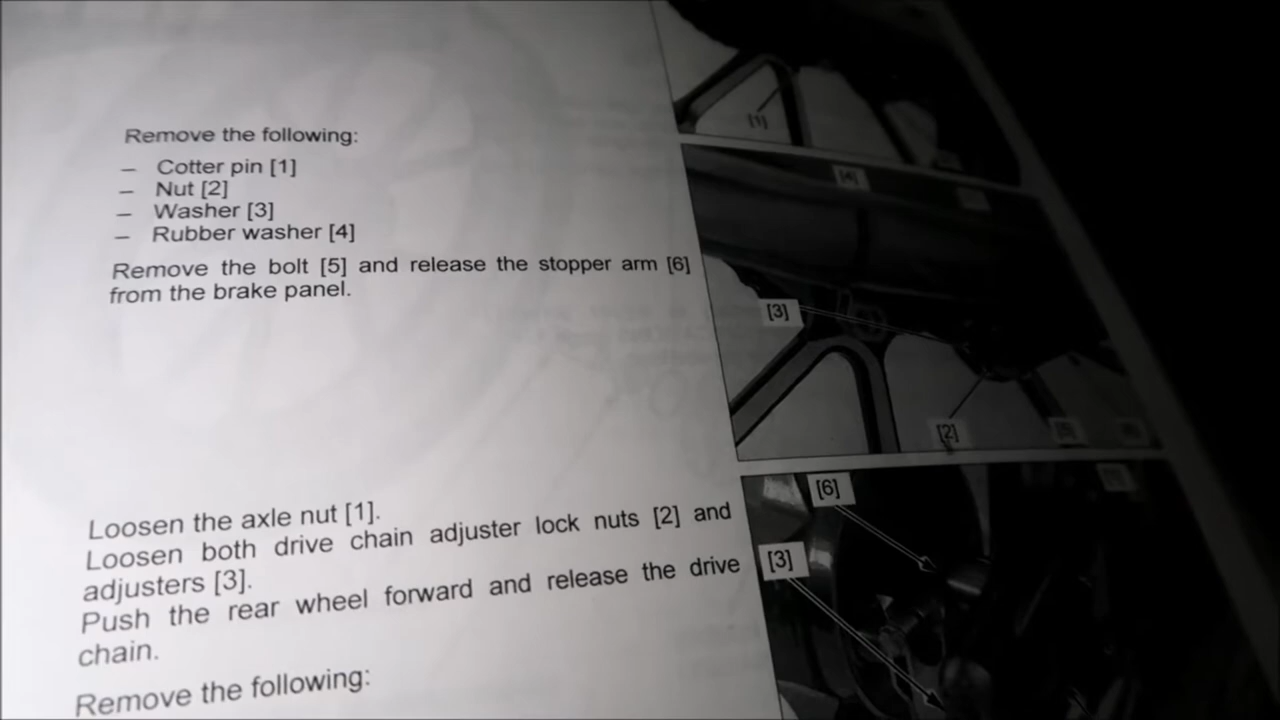 Remove the following:
– Cotter pin [1]
– Nut [2]
– Washer [3]
– Rubber washer [4]
Remove the bolt [5] and release the stopper arm [6]
from the brake panel.
Loosen the axle nut [1].
Loosen both drive chain adjuster lock nuts [2] and
adjusters [3].
Push the rear wheel forward and release the drive
chain.
Remove the following:
[1]
[4]
[3]
[2]
[6]
[3]